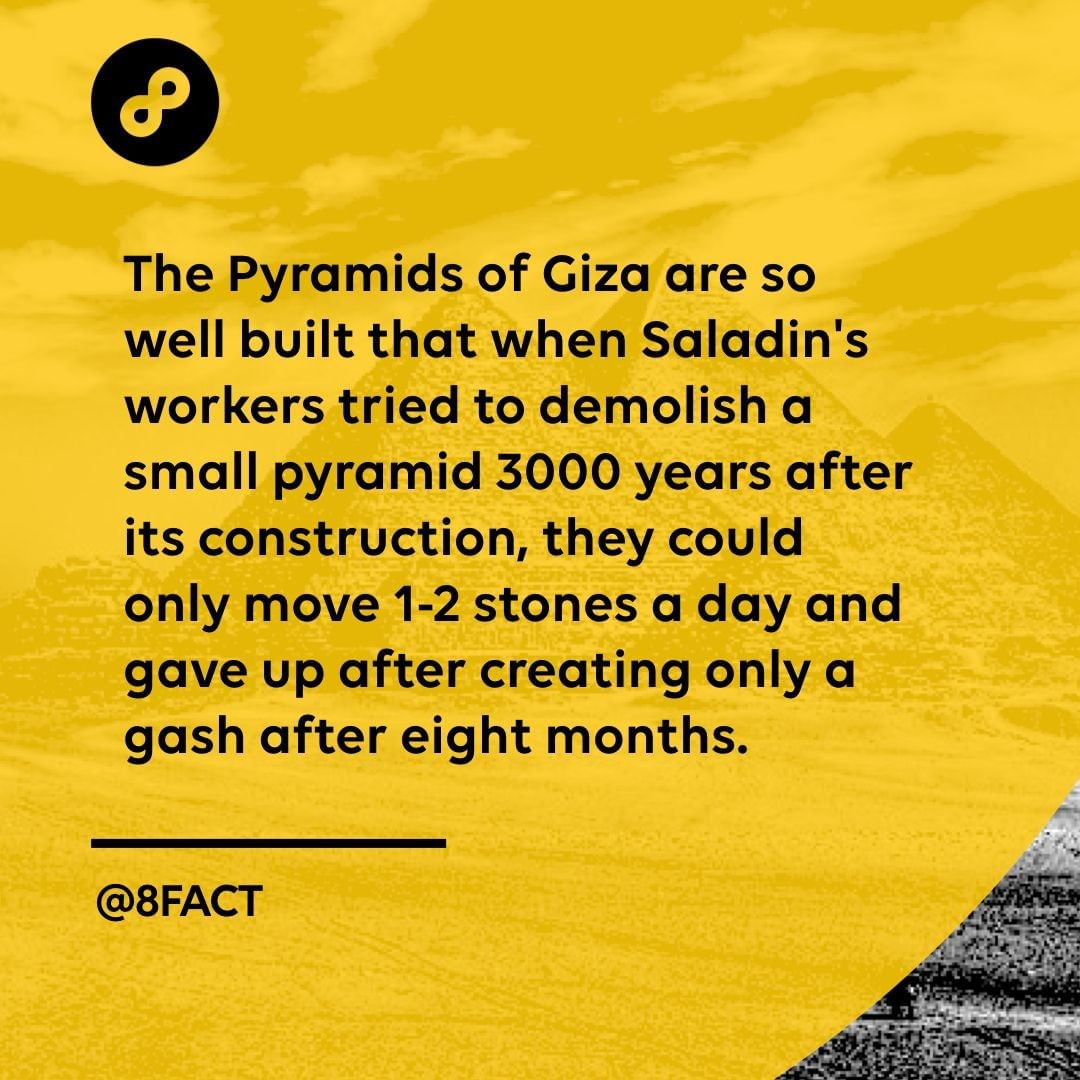 The Pyramids of Giza are so
well built that when Saladin's
workers tried to demolish a
small pyramid 3000 years after
its construction, they could
only move 1-2 stones a day and
gave up after creating only a
gash after eight months.
@8FACT